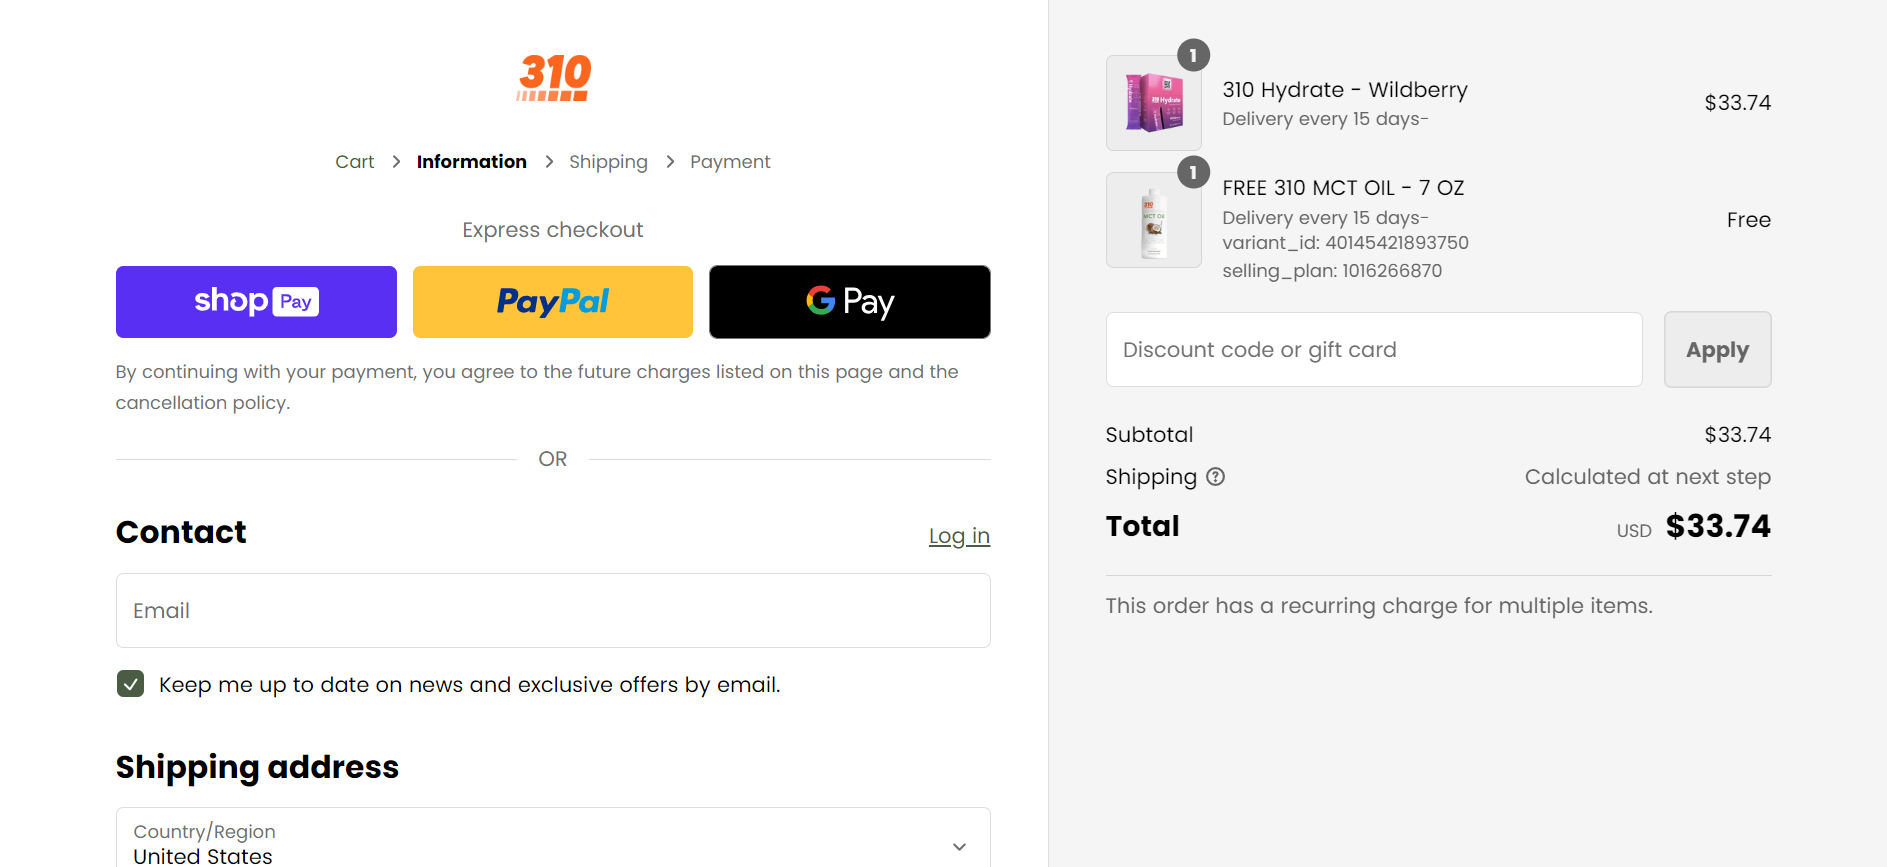 310
Cart > Information > Shipping > Payment
Express checkout
shop Pay
PayPal
G Pay
By continuing with your payment, you agree to the future charges listed on this page and the
cancellation policy.
OR
Contact
Log in
Email
Keep me up to date on news and exclusive offers by email.
Shipping address
Country/Region
United States
1
310 Hydrate - Wildberry
Delivery every 15 days-
$33.74
1
FREE 310 MCT OIL - 7 OZ
Delivery every 15 days-
variant_id: 40145421893750
selling_plan: 1016266870
Free
Discount code or gift card
Apply
Subtotal
$33.74
Shipping
Calculated at next step
Total
USD $33.74
This order has a recurring charge for multiple items.